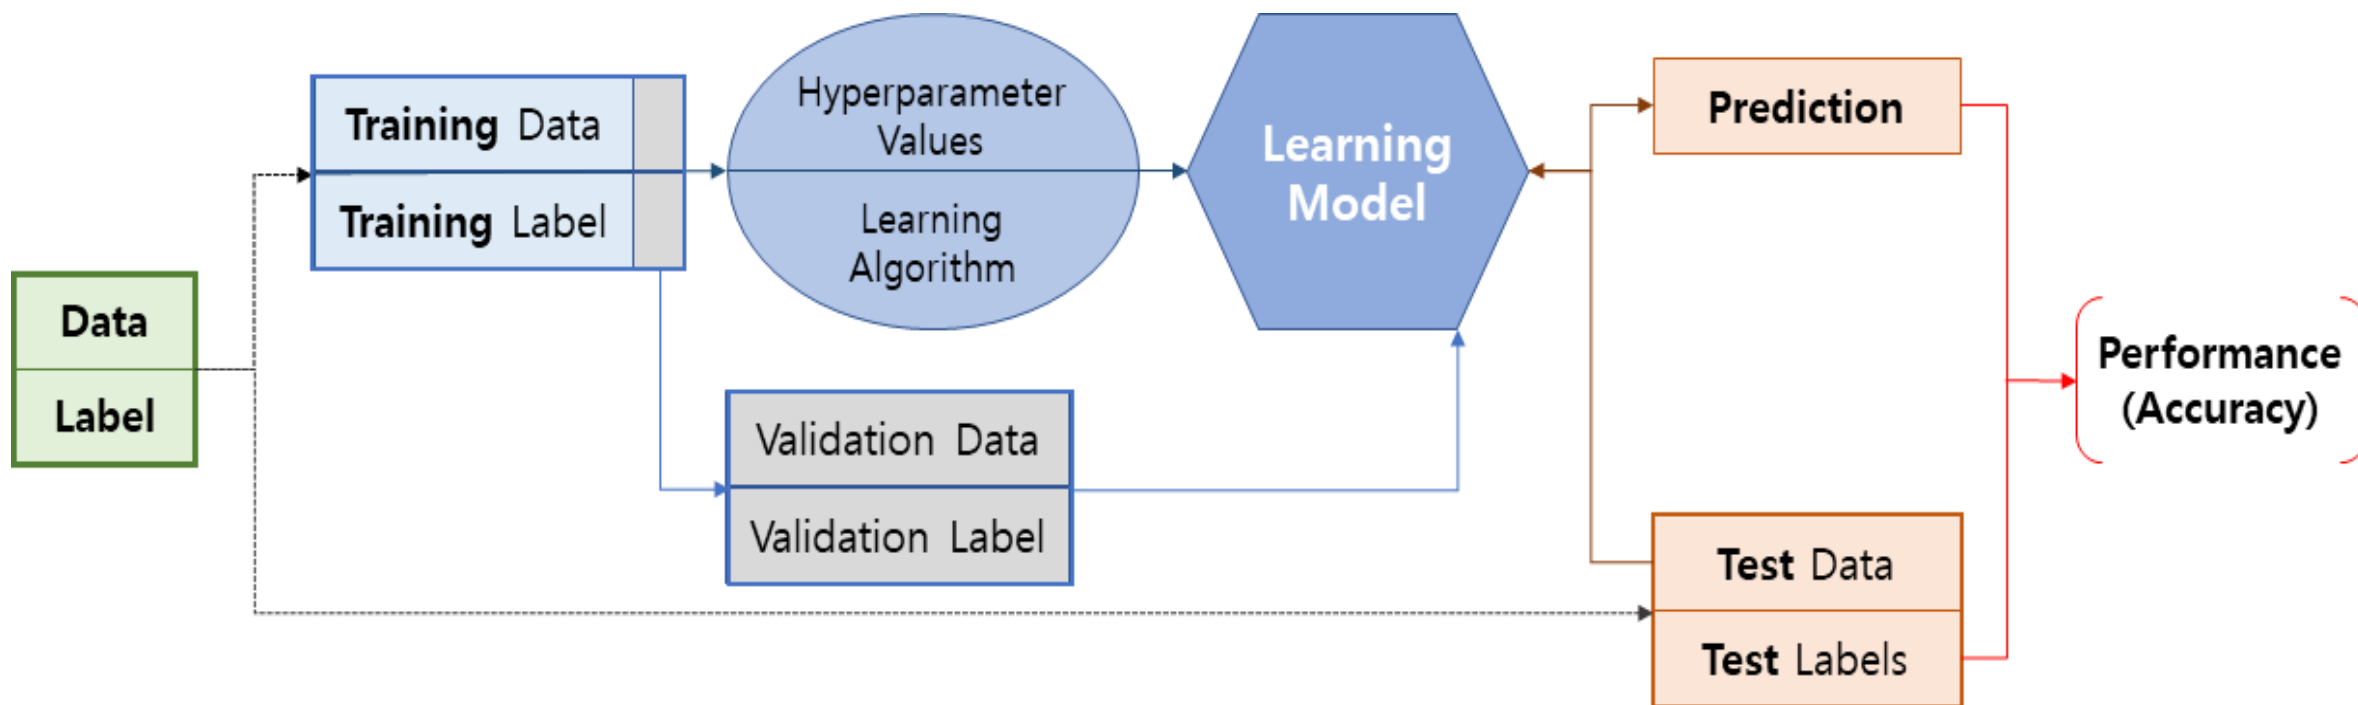 Data
Label
Training Data
Training Label
Hyperparameter
Values
Learning
Algorithm
Validation Data
Validation Label
Learning
Model
Prediction
Test Data
Test Labels
Performance
(Accuracy)